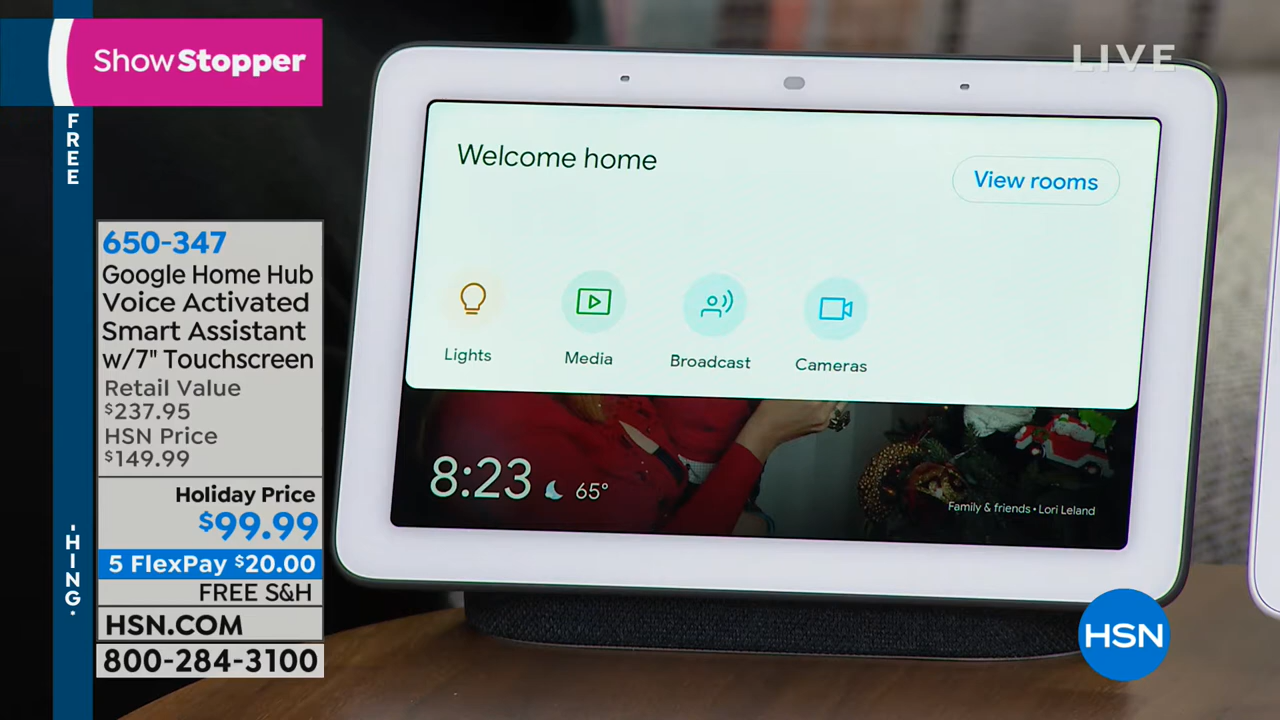 ShowStopper
LIVE
FREE
650-347
Google Home Hub
Voice Activated
Smart Assistant
w/7" Touchscreen
Retail Value
$237.95
HSN Price
$149.99
Holiday Price
$99.99
5 FlexPay $20.00
FREE S&H
HSN.COM
800-284-3100
Welcome home
View rooms
Lights
Media
Broadcast
Cameras
8:23
65°
Family & friends • Lori Leland
HSN